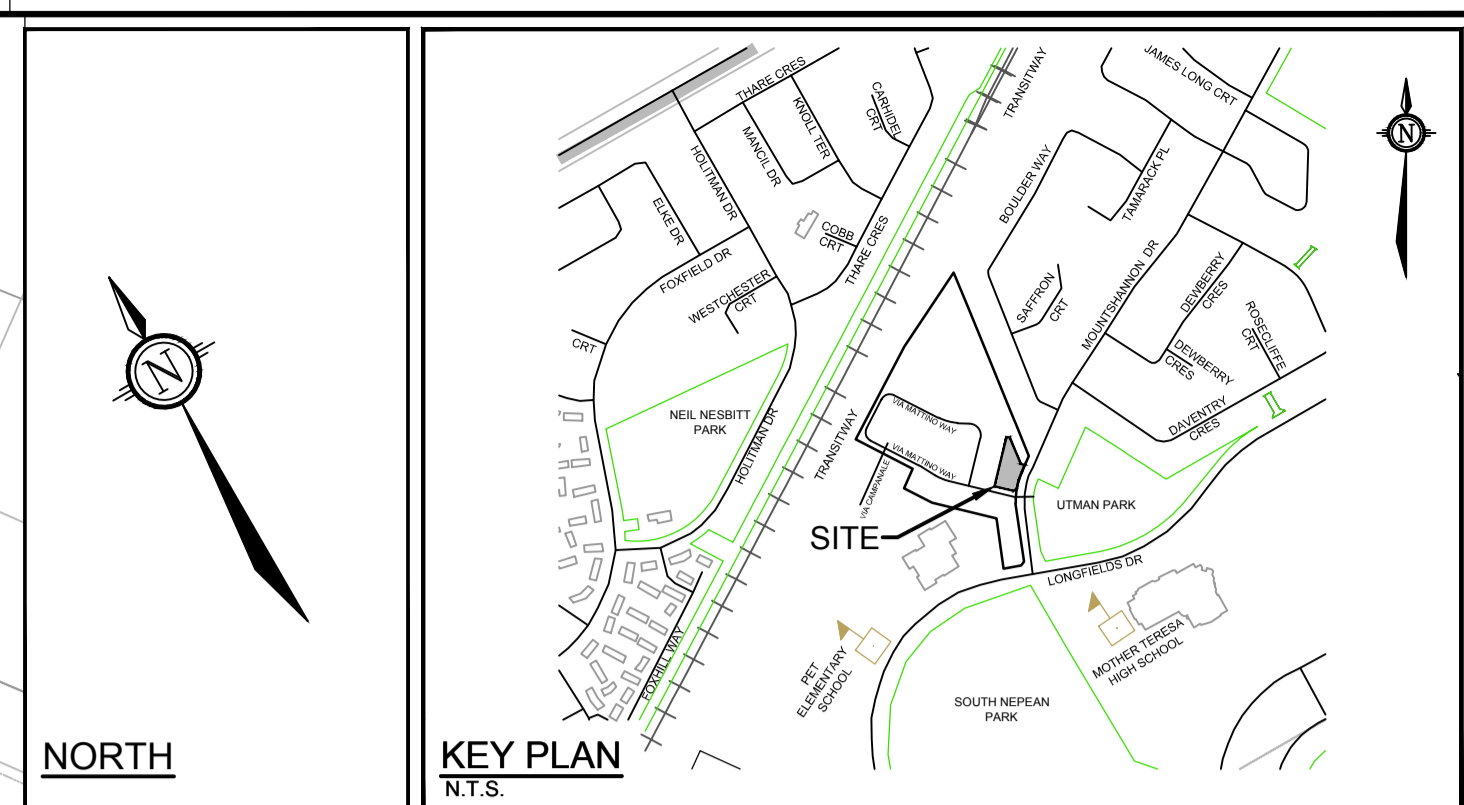 N
NORTH
THARE CRES
KNOLL TER
CARHIDEL
CRT
MANCIL DR
HOLITMAN DR
ELKE DR
FOXFIELD DR
WESTCHESTER
CRT
COBB
CRT
THARE CRES
TRANSITWAY
JAMES LONG CRT
BOULDER WAY
TAMARACK PL
SAFFRON
CRT
MOUNTSHANNON DR
DEWBERRY
CRES
ROSECLIFFE
CRT
DEWBERRY
CRES
DAVENTRY
CRES
N
CRT
NEIL NESBITT
PARK
HOLITMAN DR
TRANSITWAY
VIA MATTINO WAY
VIA MATTINO WAY
VIA CAMPANALE
SITE
UTMAN PARK
LONGFIELDS DR
FOXHILL WAY
PET
ELEMENTARY
SCHOOL
MOTHER TERESA
HIGH SCHOOL
SOUTH NEPEAN
PARK
KEY PLAN
N.T.S.